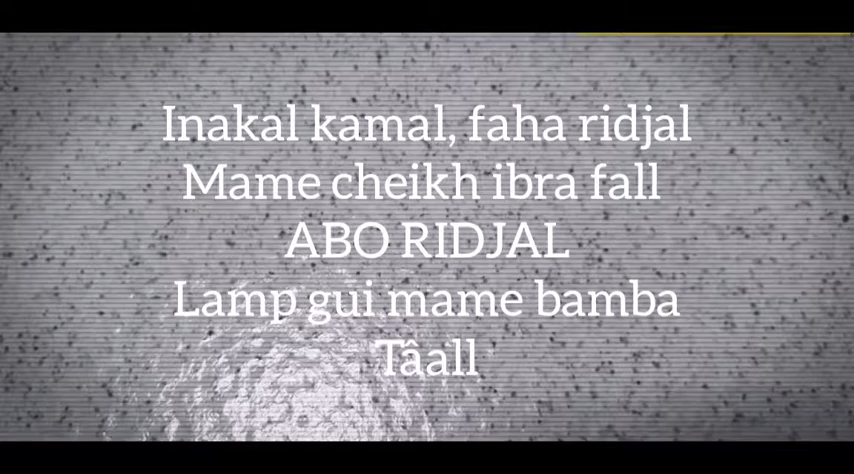 Inakal kamal, faha ridjal
Mame cheikh ibra fall
ABO RIDJAL
Lamp gui mame bamba
Tâall